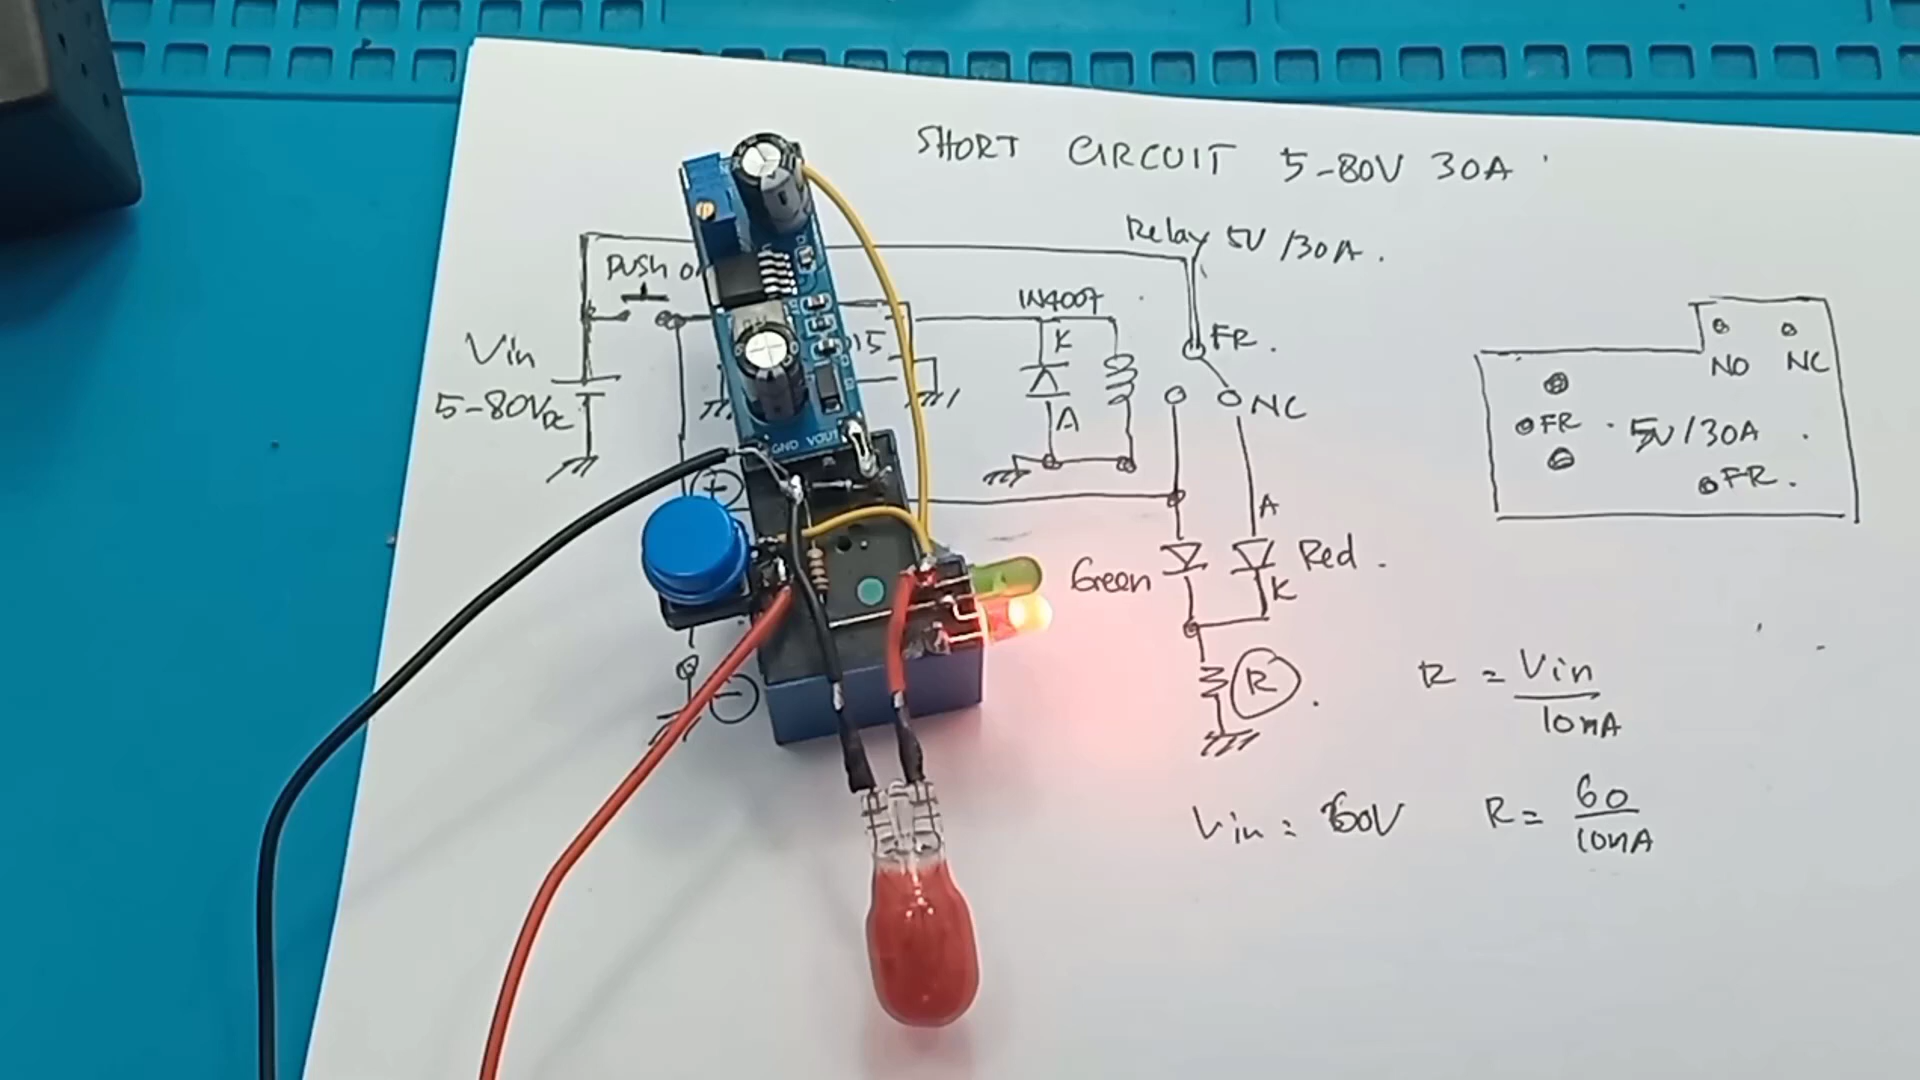 SHORT CIRCUIT 5-80V 30A
Relay 5V /30A.
PUSH
1N4007
K
FR.
Vin
5-80VDC
15
A
NC
NO NC
FR . 5V/30A .
FR.
GND VOUT
+
A
Green
Red .
K
R
-
R = Vin
10mA
Vin = 60V R = 60
10mA